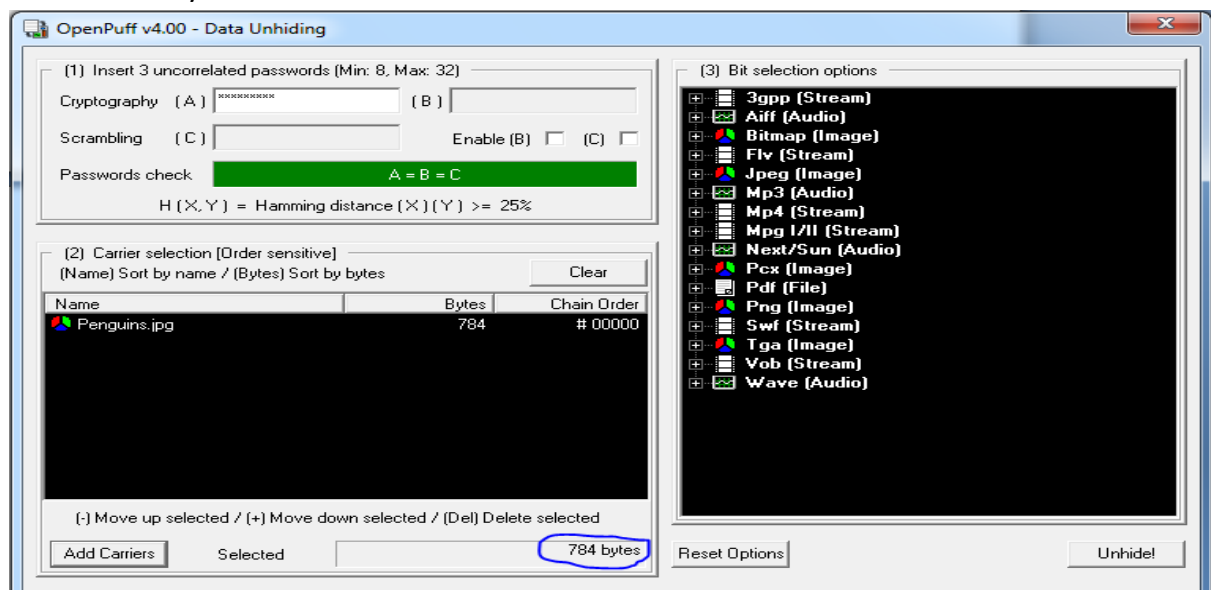 OpenPuff v4.00 - Data Unhiding
(1) Insert 3 uncorrelated passwords (Min: 8, Max: 32)
Cryptography (A) ********* (B)
Scrambling (C) Enable (B) (C)
Passwords check A = B = C
H (X, Y) = Hamming distance (X) (Y) >= 25%
(2) Carrier selection [Order sensitive]
(Name) Sort by name / (Bytes) Sort by bytes Clear
Name Bytes Chain Order
Penguins.jpg 784 # 00000
(-) Move up selected / (+) Move down selected / (Del) Delete selected
Add Carriers Selected 784 bytes
(3) Bit selection options
3gpp (Stream)
Aiff (Audio)
Bitmap (Image)
Flv (Stream)
Jpeg (Image)
Mp3 (Audio)
Mp4 (Stream)
Mpg I/II (Stream)
Next/Sun (Audio)
Pcx (Image)
Pdf (File)
Png (Image)
Swf (Stream)
Tga (Image)
Vob (Stream)
Wave (Audio)
Reset Options Unhide!